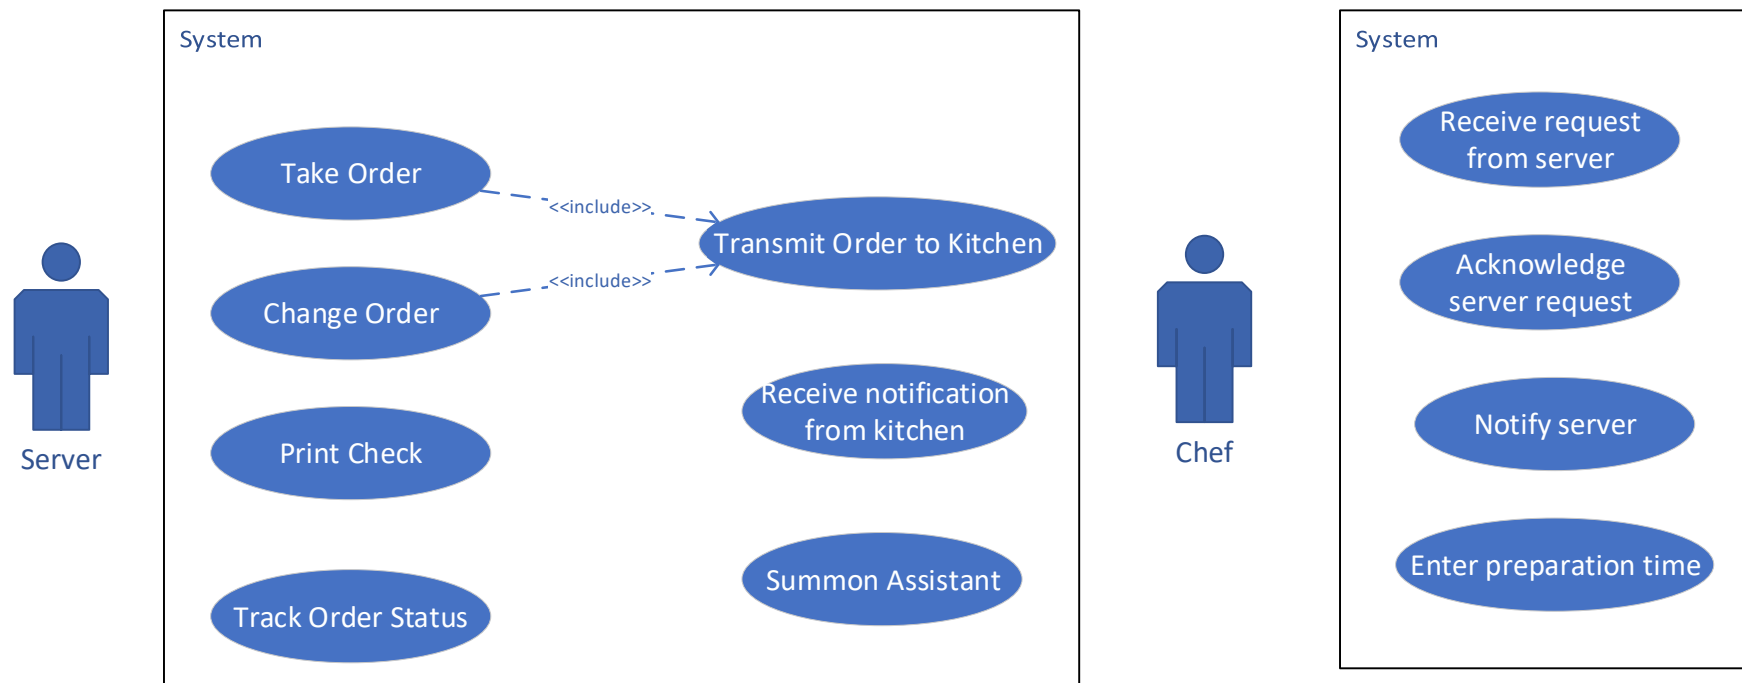 System
Take Order
<<include>>
Transmit Order to Kitchen
Change Order
<<include>>
Receive notification
from kitchen
Print Check
Summon Assistant
Track Order Status
Server
Chef
System
Receive request
from server
Acknowledge
server request
Notify server
Enter preparation time